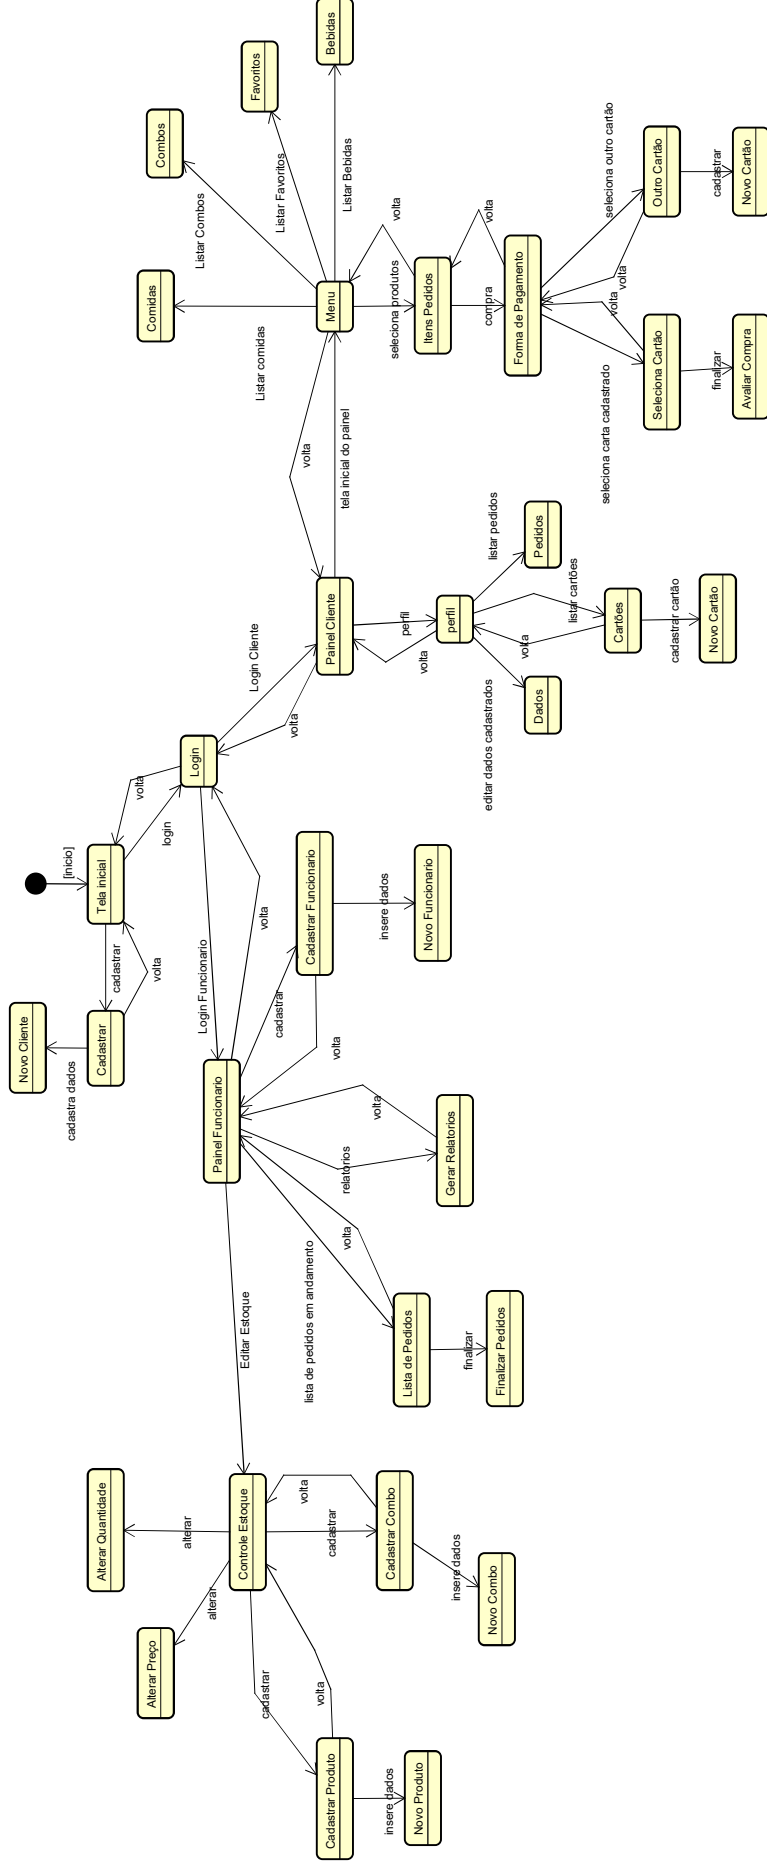 [inicio]
Tela inicial
login
volta
Login
cadastrar
volta
Cadastrar
cadastra dados
Novo Cliente
Login Funcionario
volta
Painel Funcionario
cadastrar
volta
Cadastrar Funcionario
insere dados
Novo Funcionario
relatorios
volta
Gerar Relatorios
lista de pedidos em andamento
volta
Lista de Pedidos
finalizar
Finalizar Pedidos
Editar Estoque
Controle Estoque
alterar
Alterar Quantidade
alterar
Alterar Preço
cadastrar
volta
Cadastrar Combo
insere dados
Novo Combo
cadastrar
volta
Cadastrar Produto
insere dados
Novo Produto
Login Cliente
volta
Painel Cliente
perfil
volta
perfil
editar dados cadastrados
Dados
listar pedidos
Pedidos
listar cartões
volta
Cartões
cadastrar cartão
Novo Cartão
tela inicial do painel
volta
Menu
Listar comidas
Comidas
Listar Combos
Combos
Listar Favoritos
Favoritos
Listar Bebidas
Bebidas
seleciona produtos
volta
Itens Pedidos
compra
volta
Forma de Pagamento
seleciona carta cadastrado
volta
Seleciona Cartão
finalizar
Avaliar Compra
seleciona outro cartão
volta
Outro Cartão
cadastrar
Novo Cartão